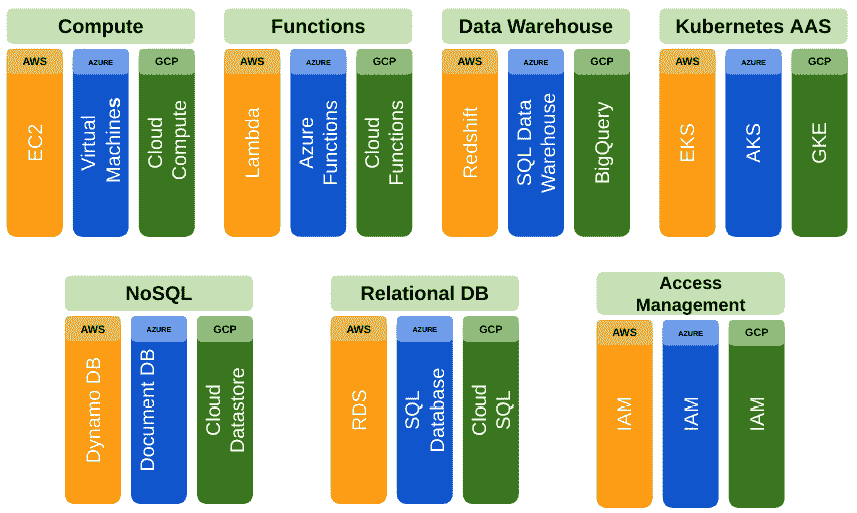 Compute
AWS
AZURE
GCP
EC2
Virtual
Machines
Cloud
Compute
Functions
AWS
AZURE
GCP
Lambda
Azure
Functions
Cloud
Functions
Data Warehouse
AWS
AZURE
GCP
Redshift
SQL Data
Warehouse
BigQuery
Kubernetes AAS
AWS
AZURE
GCP
EKS
AKS
GKE
NoSQL
AWS
AZURE
GCP
Dynamo DB
Document DB
Cloud
Datastore
Relational DB
AWS
AZURE
GCP
RDS
SQL
Database
Cloud
SQL
Access
Management
AWS
AZURE
GCP
IAM
IAM
IAM